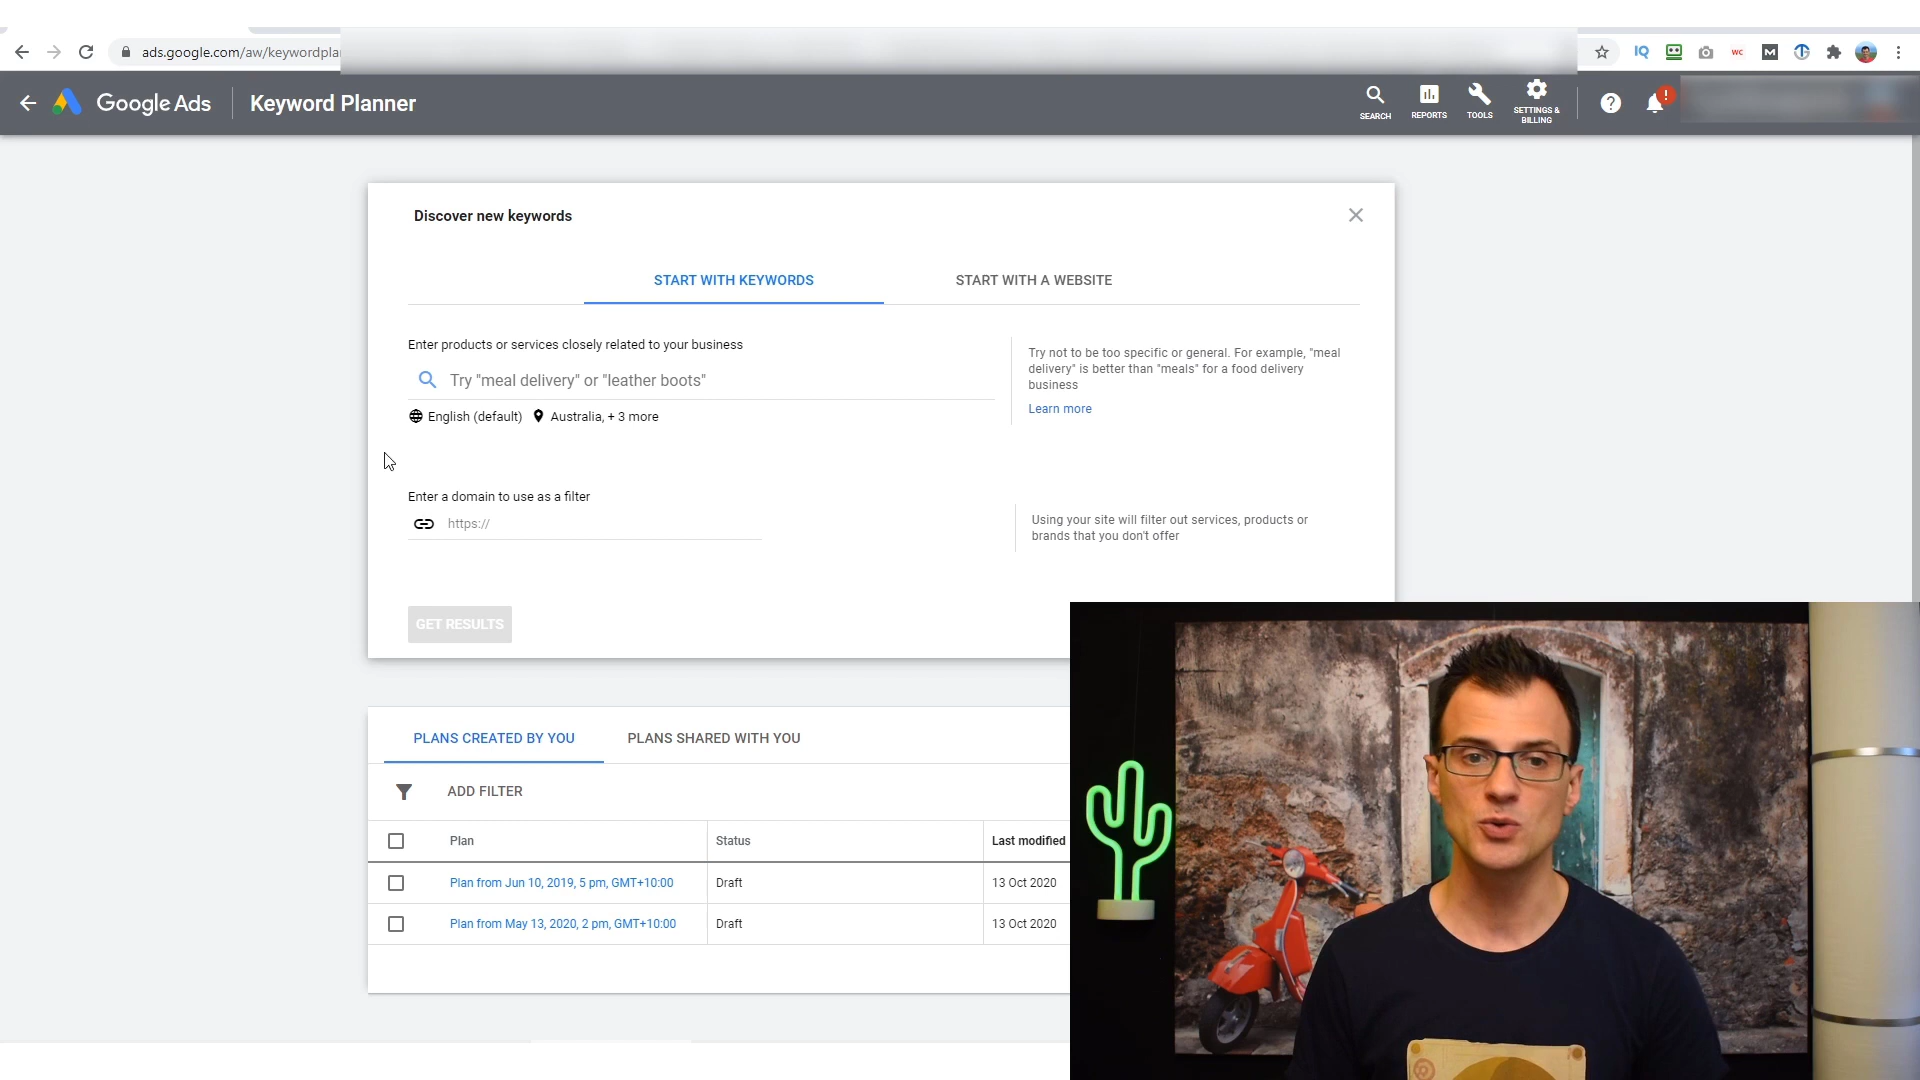 ads.google.com/aw/keywordpla
IQ
WC
M
Google Ads
Keyword Planner
SEARCH
REPORTS
TOOLS
SETTINGS &
BILLING
?
!
Discover new keywords
START WITH KEYWORDS
START WITH A WEBSITE
Enter products or services closely related to your business
Try "meal delivery" or "leather boots"
English (default)
Australia, + 3 more
Try not to be too specific or general. For example, "meal
delivery" is better than "meals" for a food delivery
business
Learn more
Enter a domain to use as a filter
https://
Using your site will filter out services, products or
brands that you don't offer
GET RESULTS
PLANS CREATED BY YOU
PLANS SHARED WITH YOU
ADD FILTER
Plan
Status
Last modified
Plan from Jun 10, 2019, 5 pm, GMT+10:00
Draft
13 Oct 2020
Plan from May 13, 2020, 2 pm, GMT+10:00
Draft
13 Oct 2020